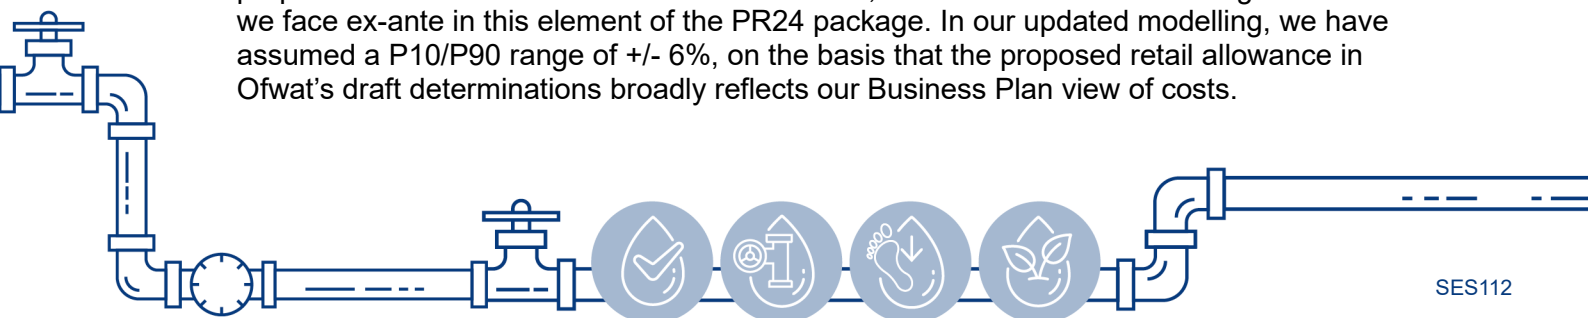 we face ex-ante in this element of the PR24 package. In our updated modelling, we have
assumed a P10/P90 range of +/- 6%, on the basis that the proposed retail allowance in
Ofwat’s draft determinations broadly reflects our Business Plan view of costs.
SES112